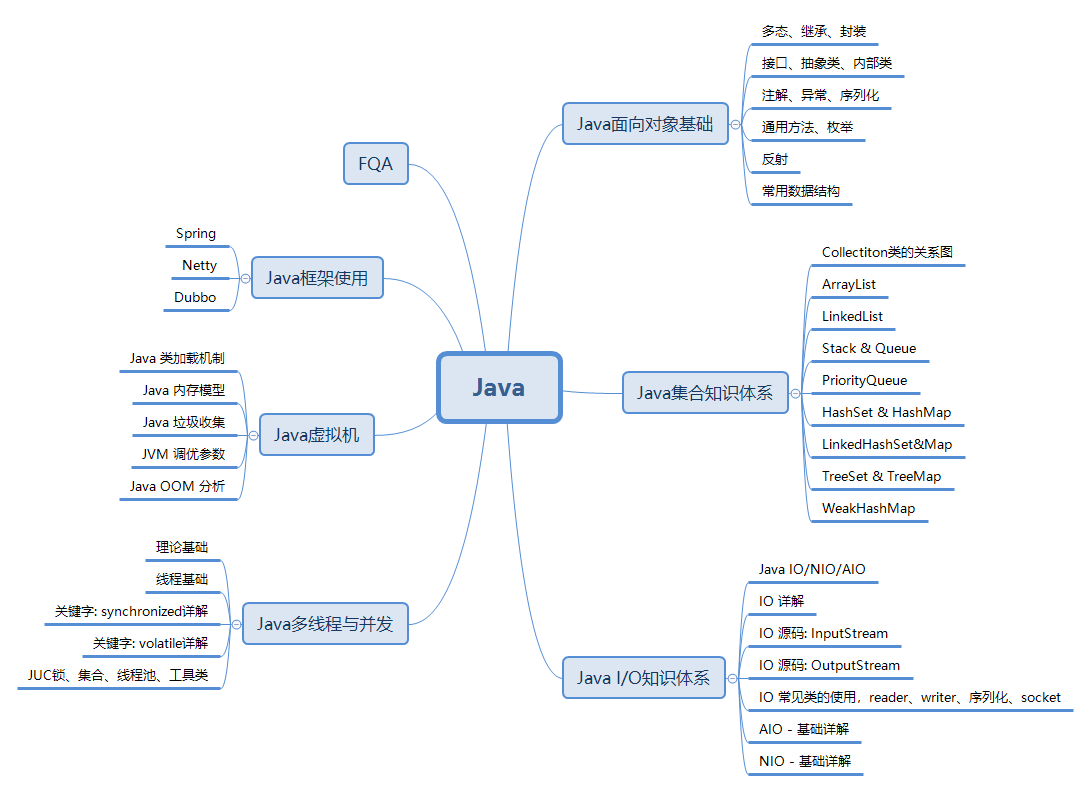 Java
Java面向对象基础
多态、继承、封装
接口、抽象类、内部类
注解、异常、序列化
通用方法、枚举
反射
常用数据结构
Java集合知识体系
Collectiton类的关系图
ArrayList
LinkedList
Stack & Queue
PriorityQueue
HashSet & HashMap
LinkedHashSet&Map
TreeSet & TreeMap
WeakHashMap
Java I/O知识体系
Java IO/NIO/AIO
IO 详解
IO 源码: InputStream
IO 源码: OutputStream
IO 常见类的使用，reader、writer、序列化、socket
AIO - 基础详解
NIO - 基础详解
FQA
Java框架使用
Spring
Netty
Dubbo
Java虚拟机
Java 类加载机制
Java 内存模型
Java 垃圾收集
JVM 调优参数
Java OOM 分析
Java多线程与并发
理论基础
线程基础
关键字: synchronized详解
关键字: volatile详解
JUC锁、集合、线程池、工具类